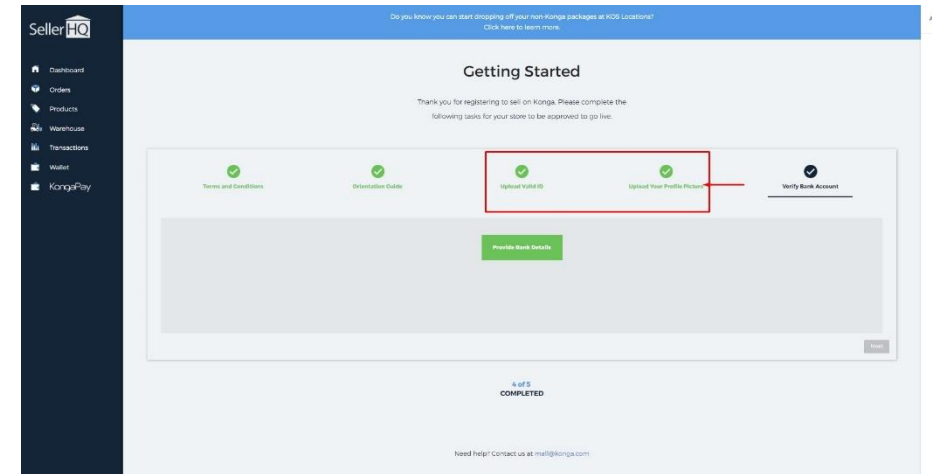 Do you know you can start dropping off your non-Konga packages at KOS Locations?
Click here to learn more.
SellerHQ
Dashboard
Orders
Products
Warehouse
Transactions
Wallet
KongaPay
Getting Started
Thank you for registering to sell on Konga. Please complete the
following tasks for your store to be approved to go live.
Terms and Conditions
Orientation Guide
Upload Valid ID
Upload Your Profile Picture
Verify Bank Account
Provide Bank Details
4 of 5
COMPLETED
Need help? Contact us at mall@konga.com